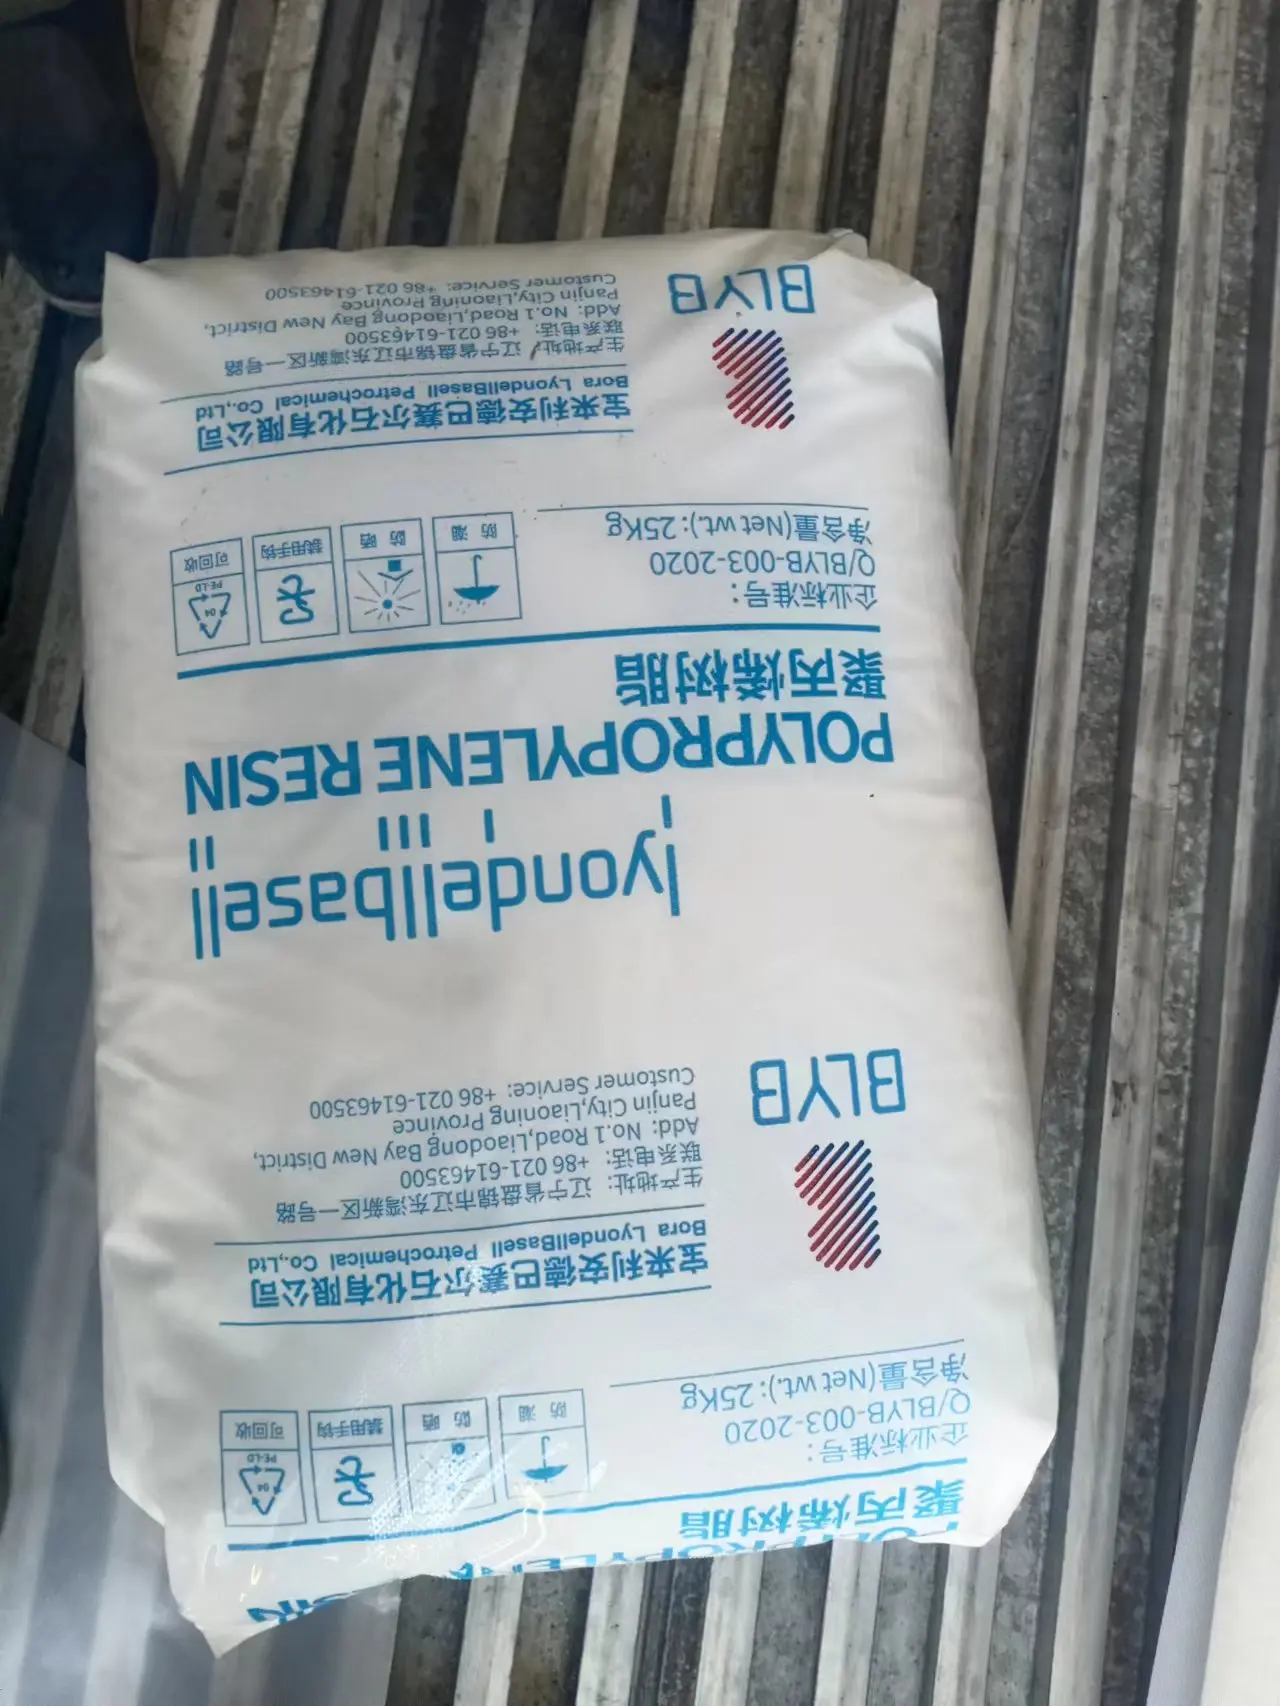 POLYPROPYLENE RESIN
聚丙烯树脂
企业标准号：
Q/BLYB-003-2020
净含量(Net wt.): 25Kg
04
PE-LD
防 潮
防 晒
禁用手钩
可回收
宝来利安德巴赛尔石化有限公司
Bora LyondellBasell Petrochemical Co.,Ltd
生产地址: 辽宁省盘锦市辽东湾新区一号路
联系电话: +86 021-61463500
Add: No.1 Road,Liaodong Bay New District,
Panjin City,Liaoning Province
Customer Service: +86 021-61463500
BLYB
lyondellbasell
POLYPROPYLENE RESIN
聚丙烯树脂
企业标准号：
Q/BLYB-003-2020
净含量(Net wt.): 25Kg
04
PE-LD
防 潮
防 晒
禁用手钩
可回收
宝来利安德巴赛尔石化有限公司
Bora LyondellBasell Petrochemical Co.,Ltd
生产地址: 辽宁省盘锦市辽东湾新区一号路
联系电话: +86 021-61463500
Add: No.1 Road,Liaodong Bay New District,
Panjin City,Liaoning Province
Customer Service: +86 021-61463500
BLYB